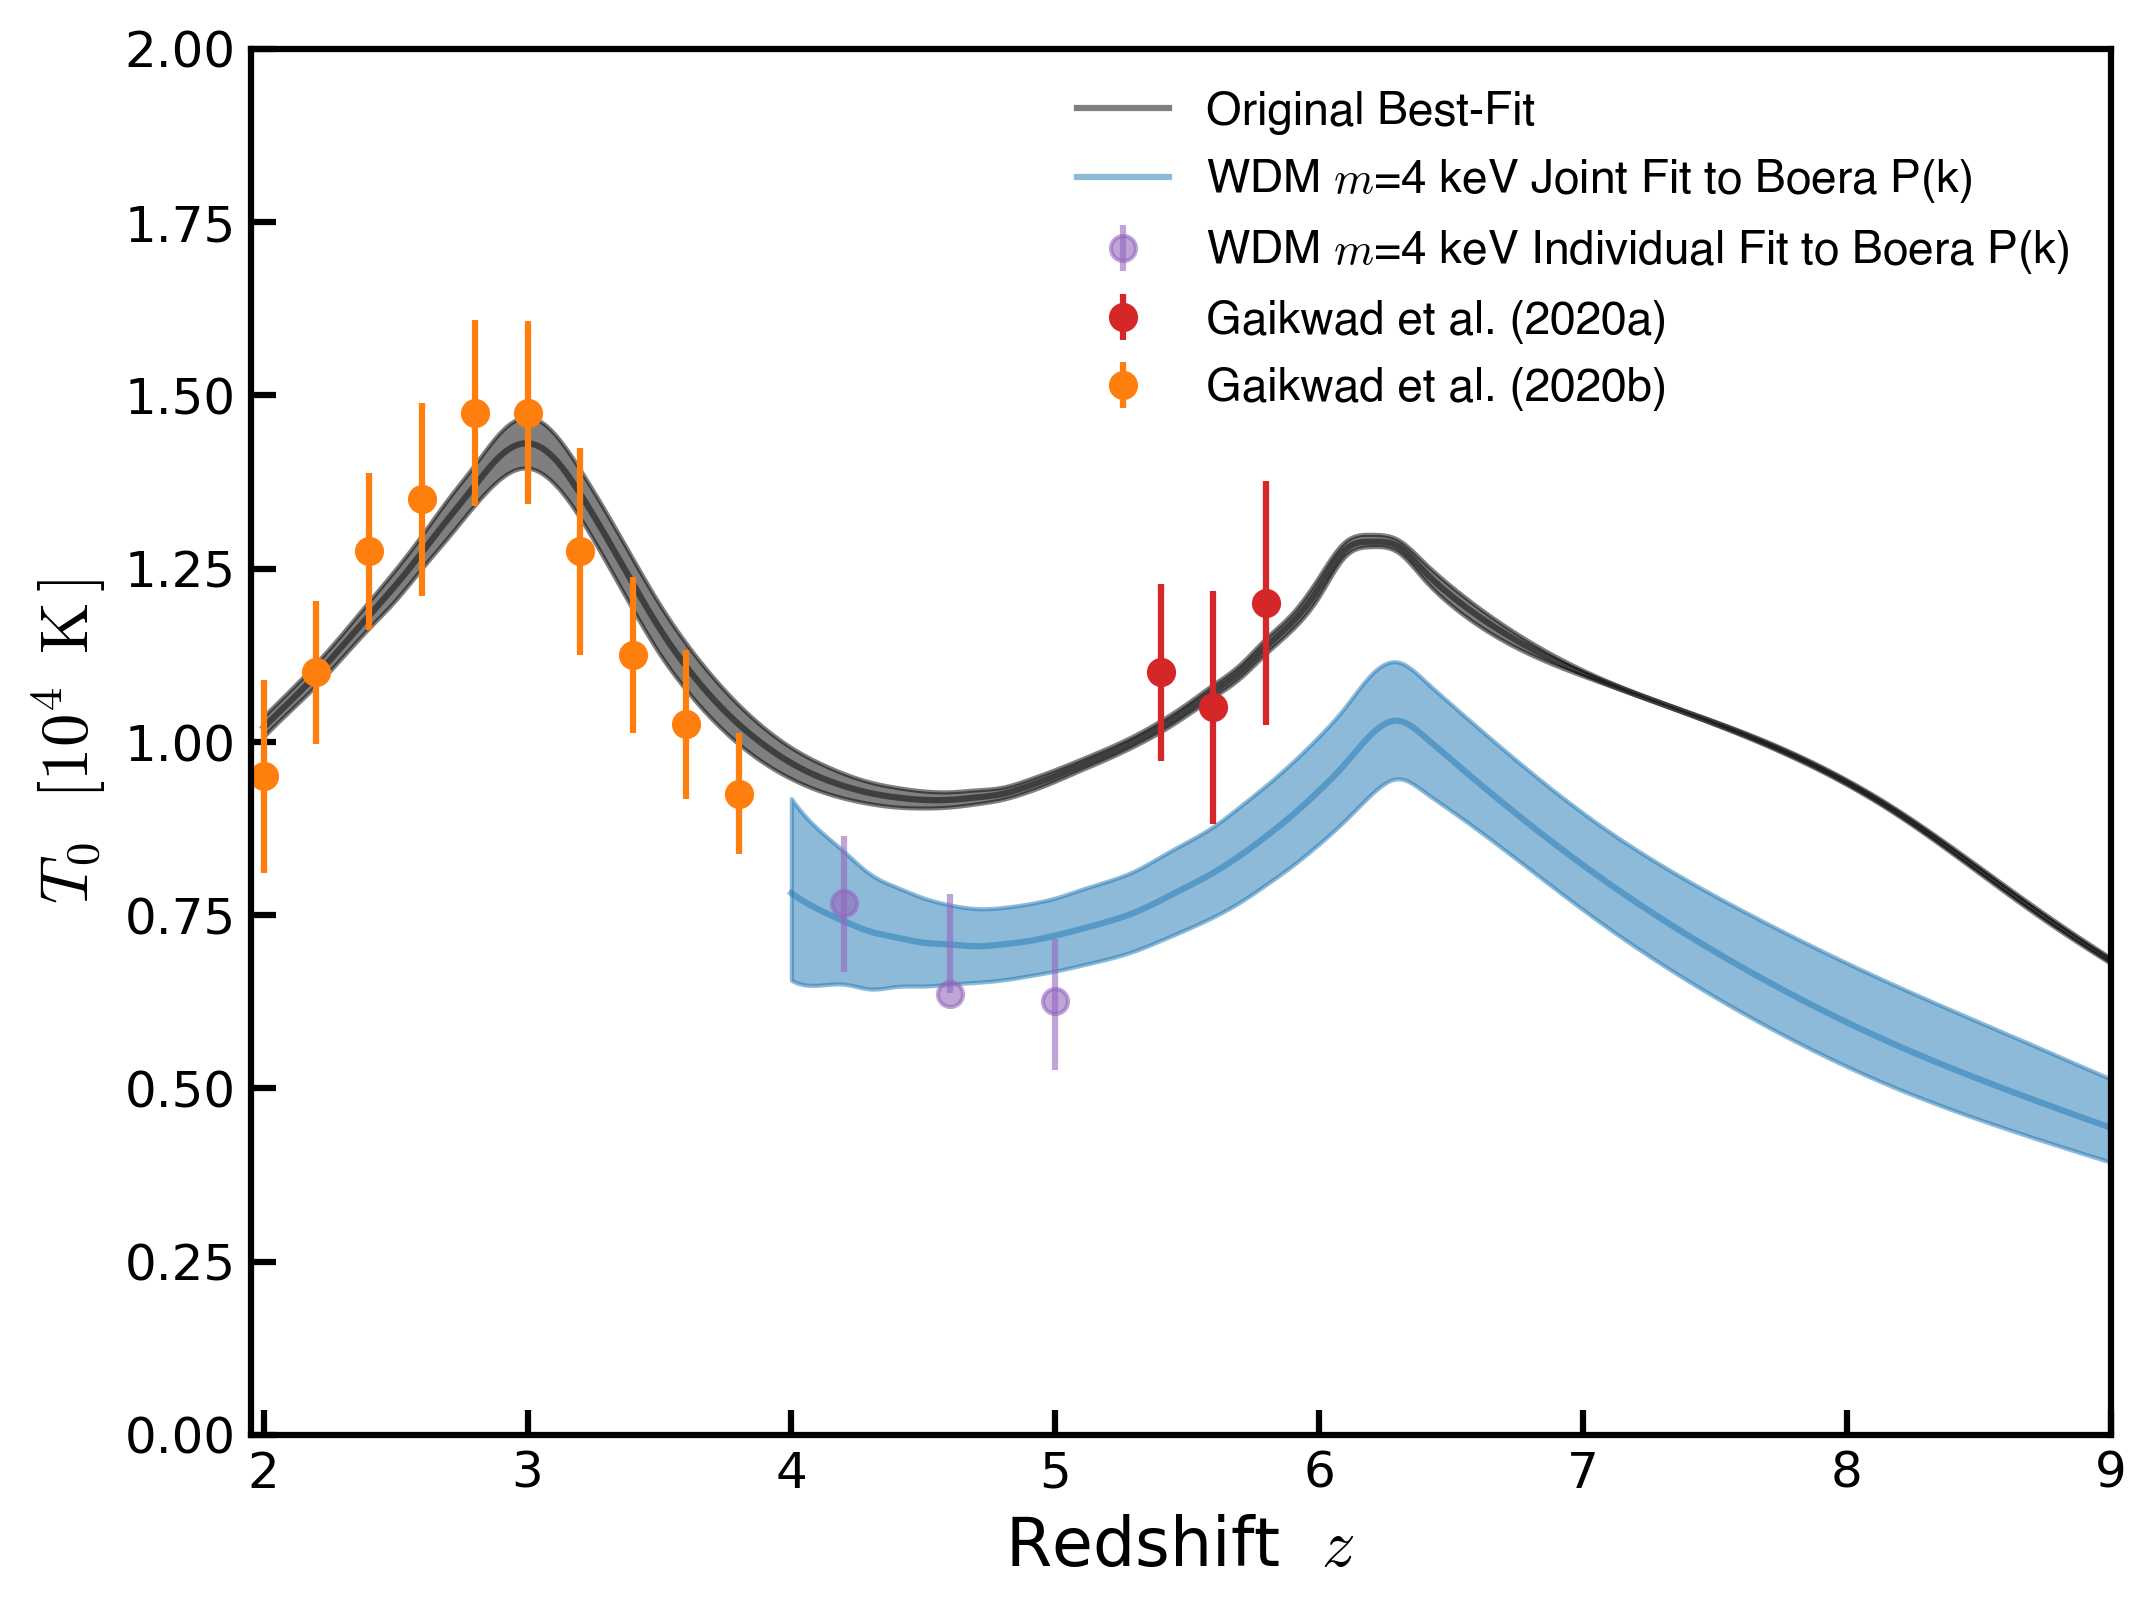 2.00
1.75
1.50
1.25
1.00
0.75
0.50
0.25
0.00
T₀ [10⁴ K]
Original Best-Fit
WDM m=4 keV Joint Fit to Boera P(k)
WDM m=4 keV Individual Fit to Boera P(k)
Gaikwad et al. (2020a)
Gaikwad et al. (2020b)
2 3 4 5 6 7 8 9
Redshift z